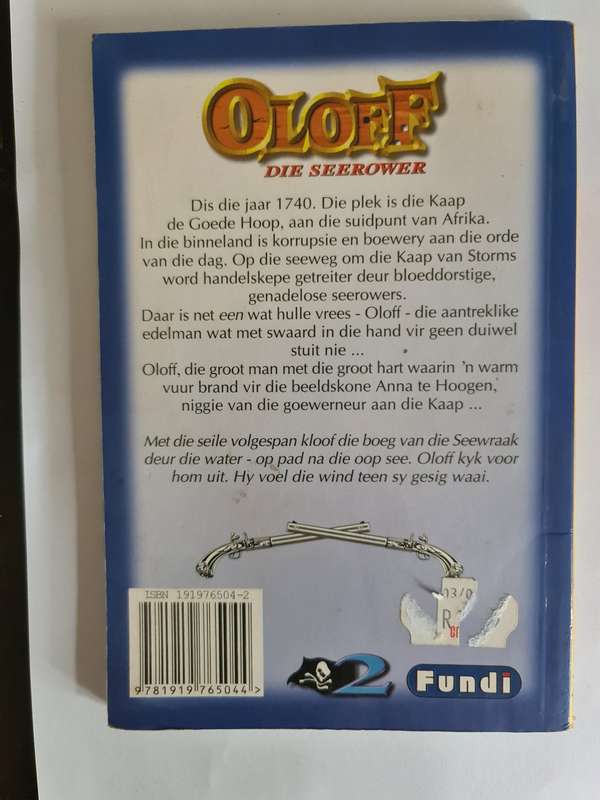 OLOFF
DIE SEEROWER
Dis die jaar 1740. Die plek is die Kaap
de Goede Hoop, aan die suidpunt van Afrika.
In die binneland is korrupsie en boewery aan die orde
van die dag. Op die seeweg om die Kaap van Storms
word handelskepe geteiter deur bloeddorstige,
genadelose seerowers.
Daar is net een wat hulle vrees - Oloff - die aantreklike
edelman wat met swaard in die hand vir geen duiwel
stuit nie ...
Oloff, die groot man met die groot hart waarin 'n warm
vuur brand vir die beeldskone Anna te Hoogen,
niggie van die goewerneur aan die Kaap ...
Met die seile volgespan kloof die boeg van die Seewraak
deur die water - op pad na die oop see. Oloff kyk voor
hom uit. Hy voel die wind teen sy gesig waai.
ISBN 191976504-2
9 781919 765044 >
03/0
R
2
Fundi